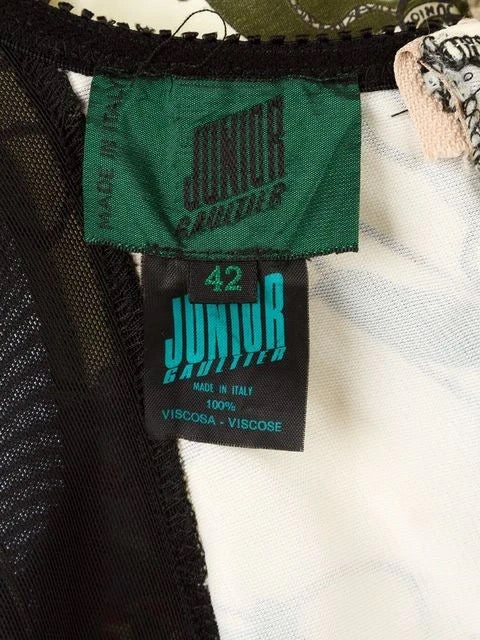 MADE IN ITALY
JUNIOR
GAULTIER
42
JUNIOR
GAULTIER
MADE IN ITALY
100%
VISCOSA - VISCOSE